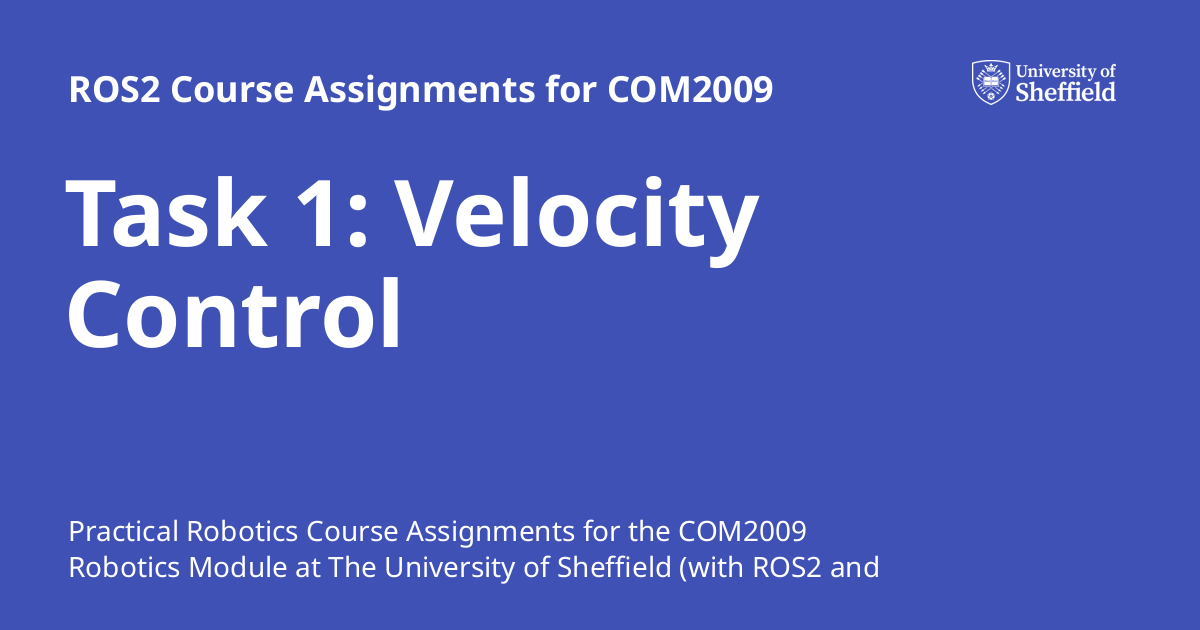 ROS2 Course Assignments for COM2009
University of
Sheffield
Task 1: Velocity
Control
Practical Robotics Course Assignments for the COM2009
Robotics Module at The University of Sheffield (with ROS2 and